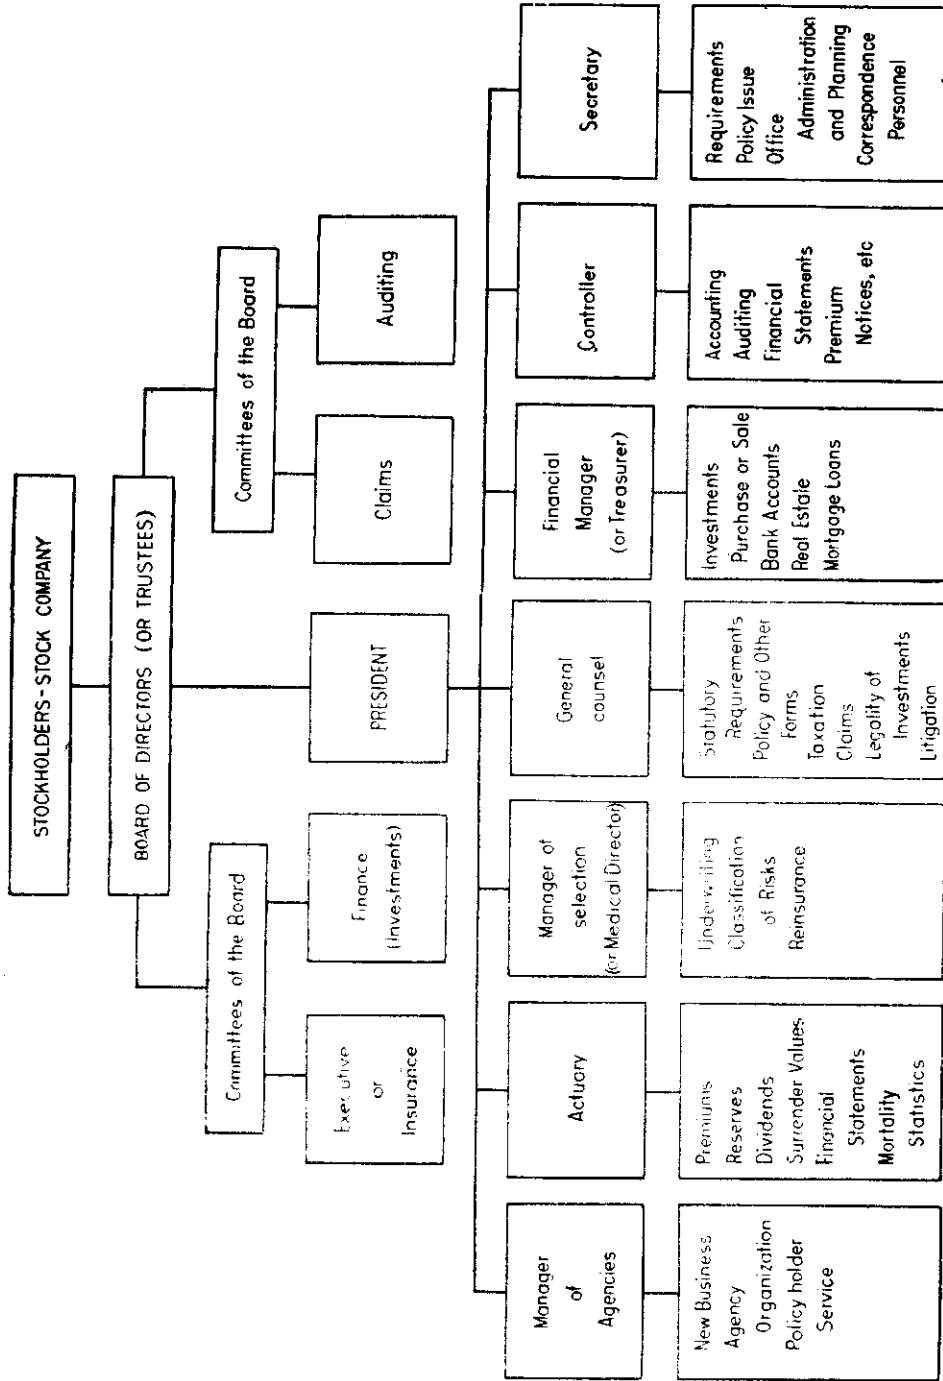 STOCKHOLDERS-STOCK COMPANY
BOARD OF DIRECTORS (OR TRUSTEES)
Committees of the Board
Committees of the Board
Executive
or
Insurance
Finance
(Investments)
PRESIDENT
Claims
Auditing
Manager
of
Agencies
Actuary
Manager of
selection
(or Medical Director)
General
counsel
Financial
Manager
(or Treasurer)
Controller
Secretary
New Business
Agency
Organization
Policy holder
Service
Premiums
Reserves
Dividends
Surrender Values
Financial
Statements
Mortality
Statistics
Underwriting
Classification
of Risks
Reinsurance
Statutory
Requirements
Policy and Other
Forms
Taxation
Claims
Legality of
Investments
Litigation
Investments
Purchase or Sale
Bank Accounts
Real Estate
Mortgage Loans
Accounting
Auditing
Financial
Statements
Premium
Notices, etc
Requirements
Policy Issue
Office
Administration
and Planning
Correspondence
Personnel